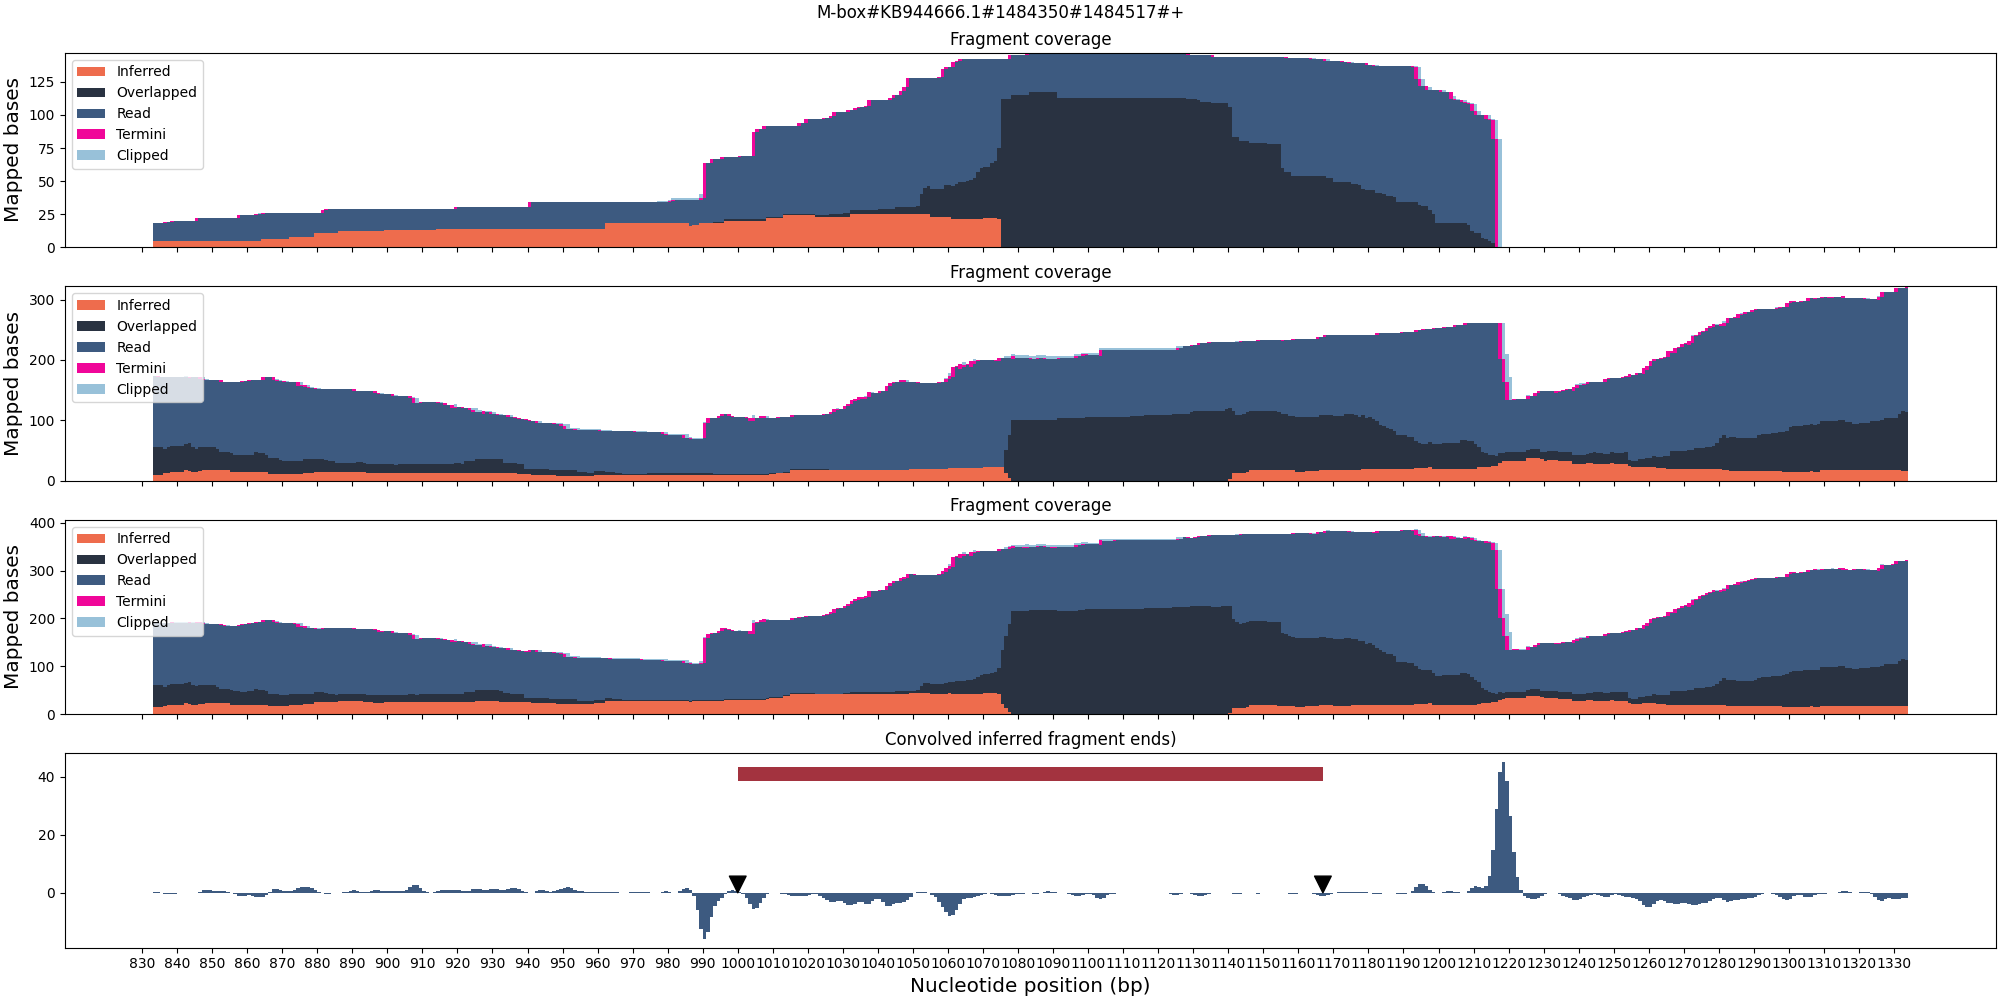 M-box#KB944666.1#1484350#1484517#+
Fragment coverage
Mapped bases
125
100
75
50
25
0
Inferred
Overlapped
Read
Termini
Clipped
Fragment coverage
Mapped bases
300
200
100
0
Inferred
Overlapped
Read
Termini
Clipped
Fragment coverage
Mapped bases
400
300
200
100
0
Inferred
Overlapped
Read
Termini
Clipped
Convolved inferred fragment ends)
40
20
0
830 840 850 860 870 880 890 900 910 920 930 940 950 960 970 980 990 1000 1010 1020 1030 1040 1050 1060 1070 1080 1090 1100 1110 1120 1130 1140 1150 1160 1170 1180 1190 1200 1210 1220 1230 1240 1250 1260 1270 1280 1290 1300 1310 1320 1330
Nucleotide position (bp)